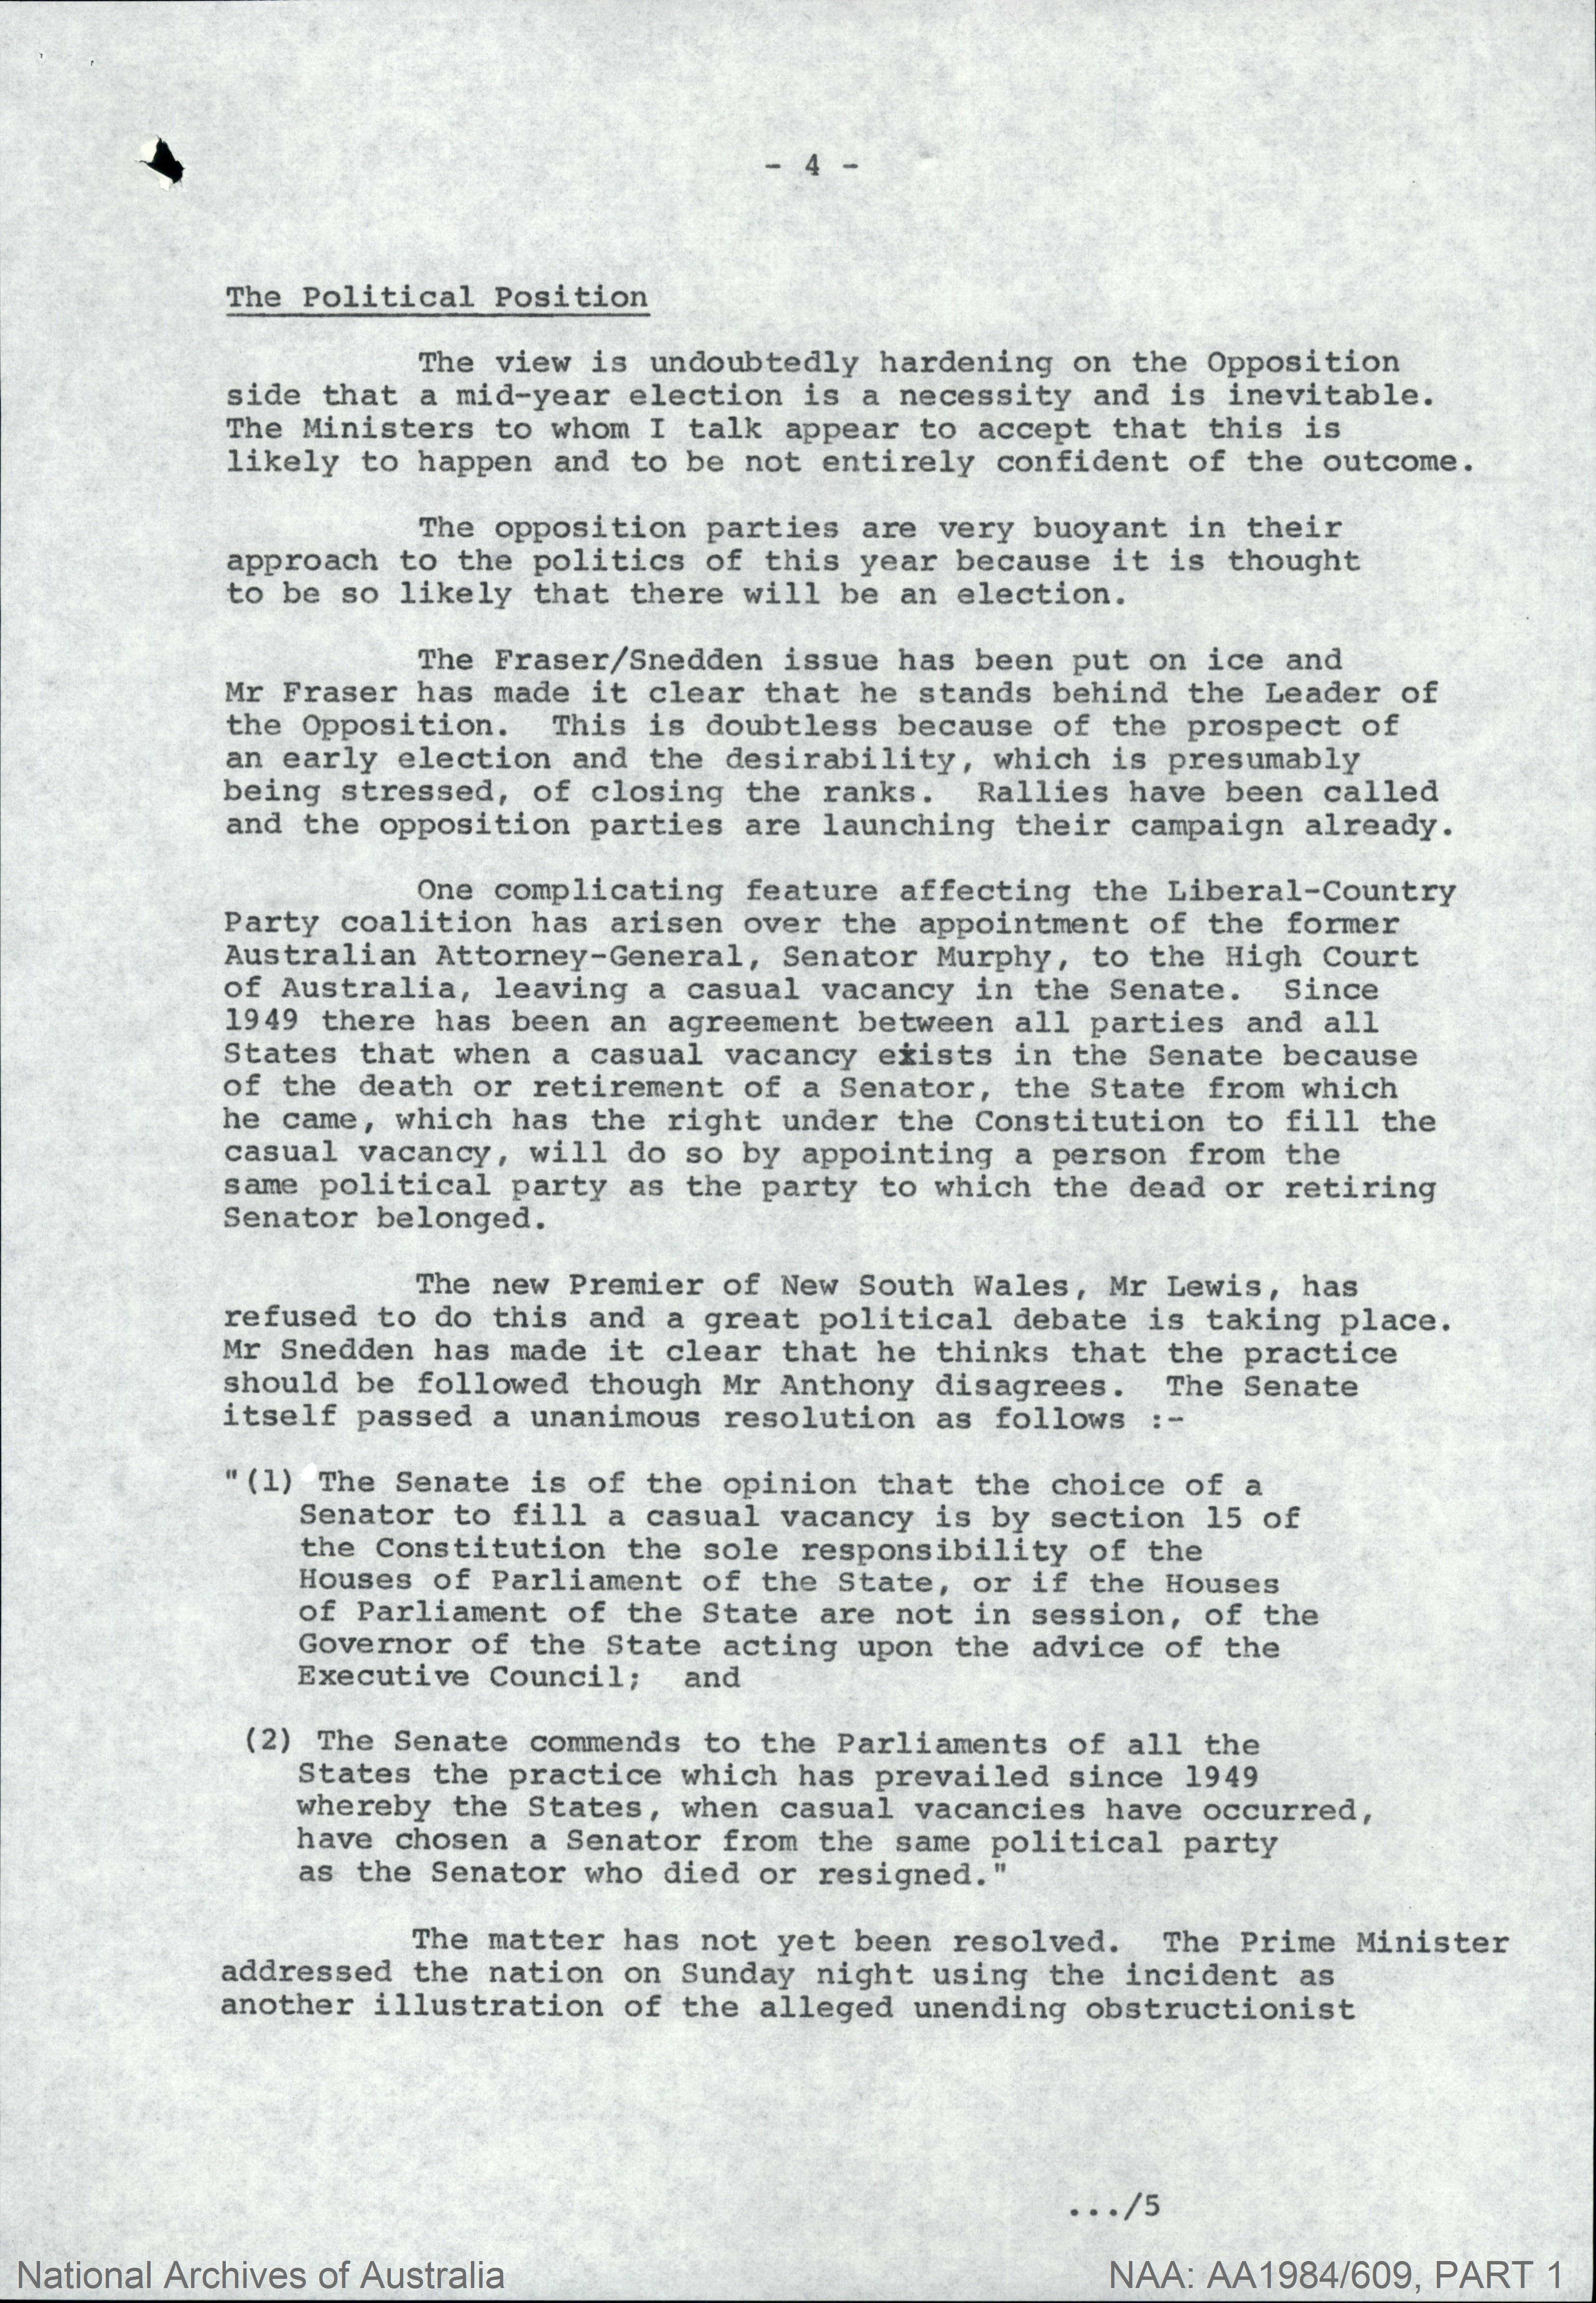 - 4 -
The Political Position
The view is undoubtedly hardening on the Opposition
side that a mid-year election is a necessity and is inevitable.
The Ministers to whom I talk appear to accept that this is
likely to happen and to be not entirely confident of the outcome.
The opposition parties are very buoyant in their
approach to the politics of this year because it is thought
to be so likely that there will be an election.
The Fraser/Snedden issue has been put on ice and
Mr Fraser has made it clear that he stands behind the Leader of
the Opposition. This is doubtless because of the prospect of
an early election and the desirability, which is presumably
being stressed, of closing the ranks. Rallies have been called
and the opposition parties are launching their campaign already.
One complicating feature affecting the Liberal-Country
Party coalition has arisen over the appointment of the former
Australian Attorney-General, Senator Murphy, to the High Court
of Australia, leaving a casual vacancy in the Senate. Since
1949 there has been an agreement between all parties and all
States that when a casual vacancy exists in the Senate because
of the death or retirement of a Senator, the State from which
he came, which has the right under the Constitution to fill the
casual vacancy, will do so by appointing a person from the
same political party as the party to which the dead or retiring
Senator belonged.
The new Premier of New South Wales, Mr Lewis, has
refused to do this and a great political debate is taking place.
Mr Snedden has made it clear that he thinks that the practice
should be followed though Mr Anthony disagrees. The Senate
itself passed a unanimous resolution as follows :-
"(1) The Senate is of the opinion that the choice of a
Senator to fill a casual vacancy is by section 15 of
the Constitution the sole responsibility of the
Houses of Parliament of the State, or if the Houses
of Parliament of the State are not in session, of the
Governor of the State acting upon the advice of the
Executive Council; and
(2) The Senate commends to the Parliaments of all the
States the practice which has prevailed since 1949
whereby the States, when casual vacancies have occurred,
have chosen a Senator from the same political party
as the Senator who died or resigned."
The matter has not yet been resolved. The Prime Minister
addressed the nation on Sunday night using the incident as
another illustration of the alleged unending obstructionist
.../5
National Archives of Australia
NAA: AA1984/609, PART 1